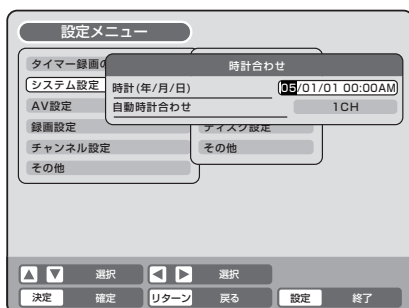 設定メニュー
タイマー録画の
システム設定
AV設定
録画設定
チャンネル設定
その他
時計合わせ
時計(年/月/日) 05/01/01 00:00AM
自動時計合わせ 1CH
ディスク設定
その他
選択 選択
決定 確定 リターン 戻る 設定 終了